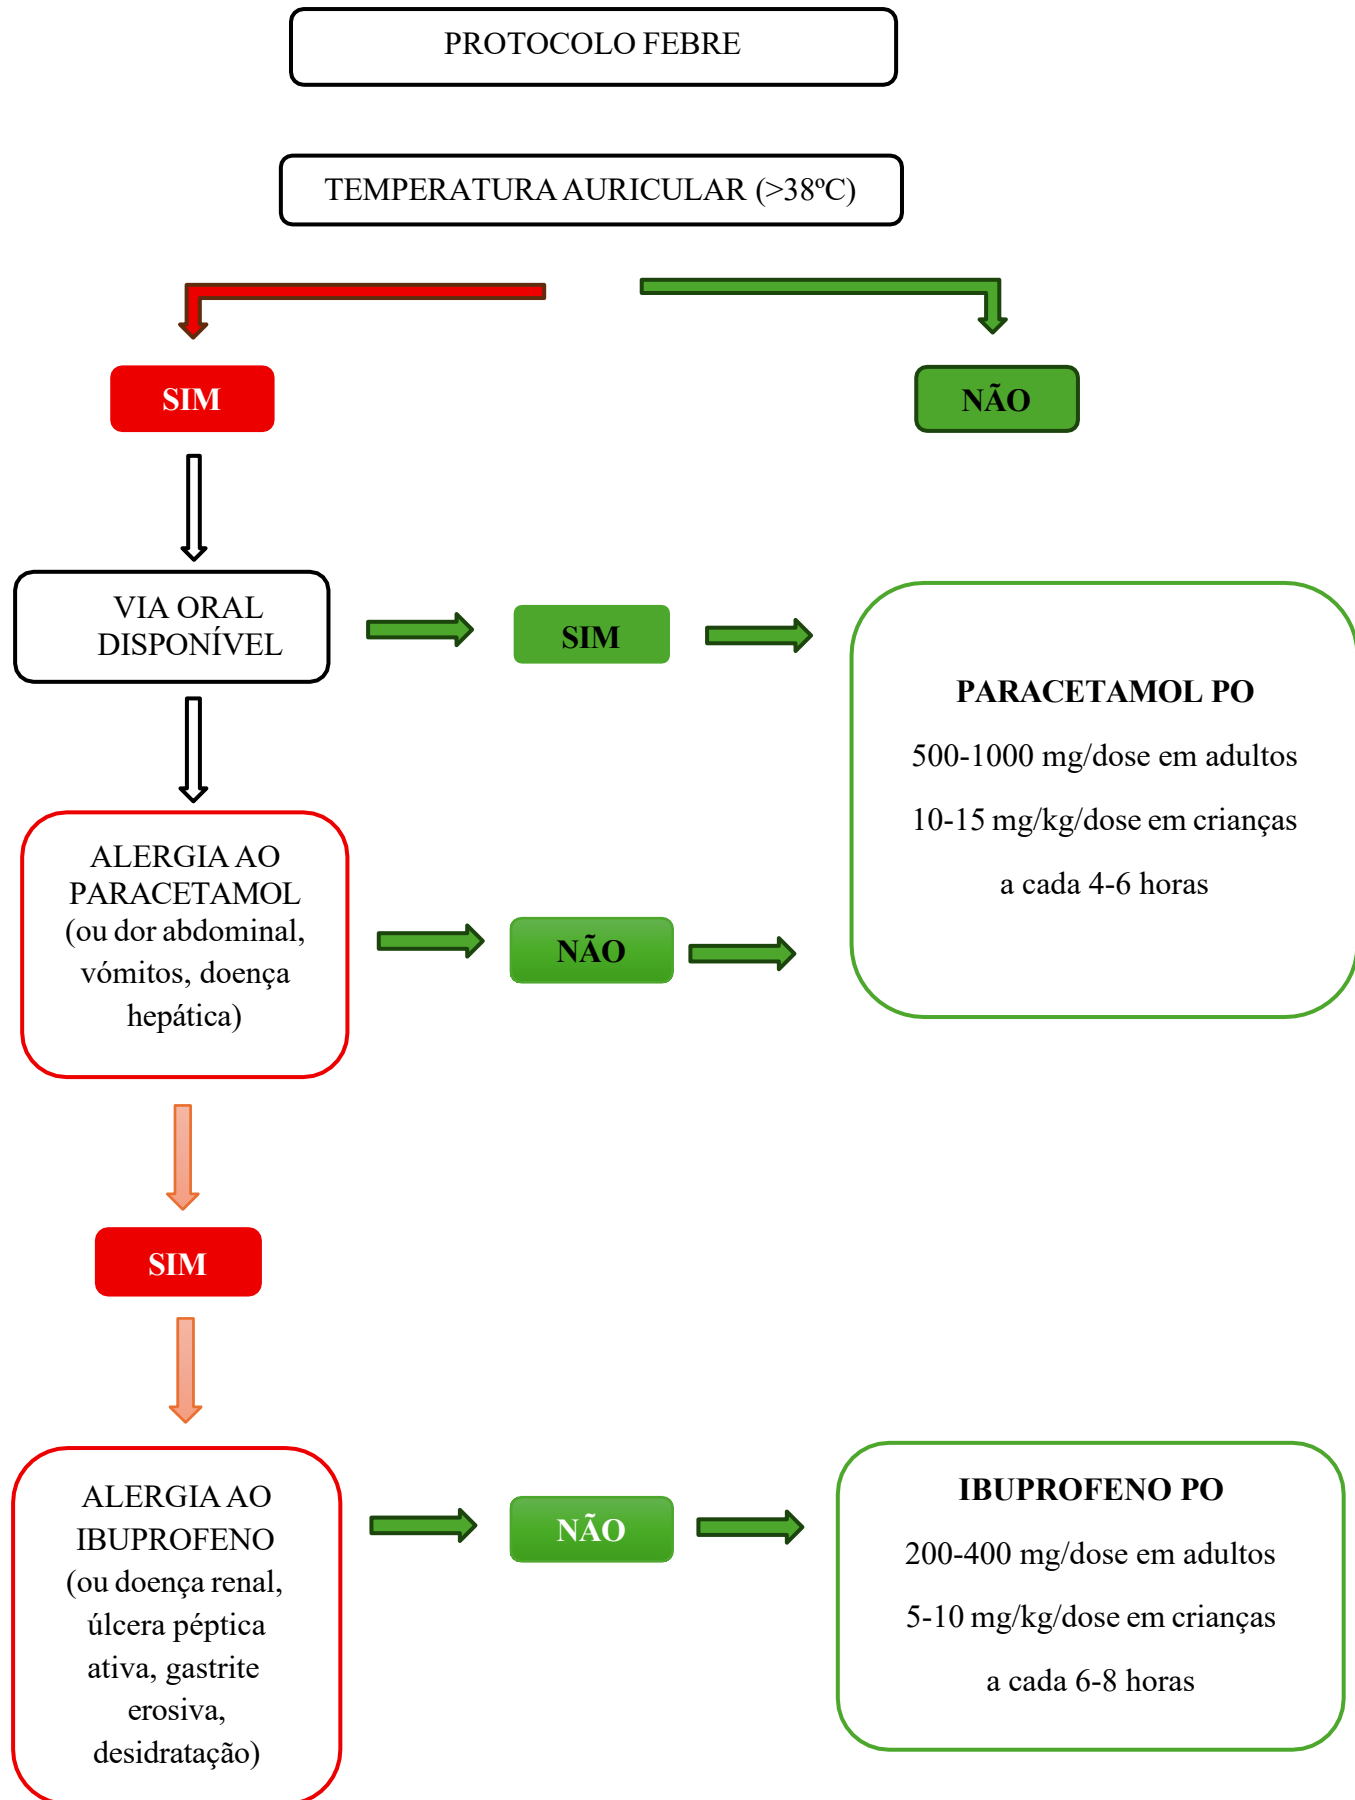 PROTOCOLO FEBRE
TEMPERATURA AURICULAR (>38ºC)
SIM
NÃO
VIA ORAL
DISPONÍVEL
SIM
PARACETAMOL PO
500-1000 mg/dose em adultos
10-15 mg/kg/dose em crianças
a cada 4-6 horas
ALERGIA AO
PARACETAMOL
(ou dor abdominal,
vómitos, doença
hepática)
NÃO
SIM
ALERGIA AO
IBUPROFENO
(ou doença renal,
úlcera péptica
ativa, gastrite
erosiva,
desidratação)
NÃO
IBUPROFENO PO
200-400 mg/dose em adultos
5-10 mg/kg/dose em crianças
a cada 6-8 horas